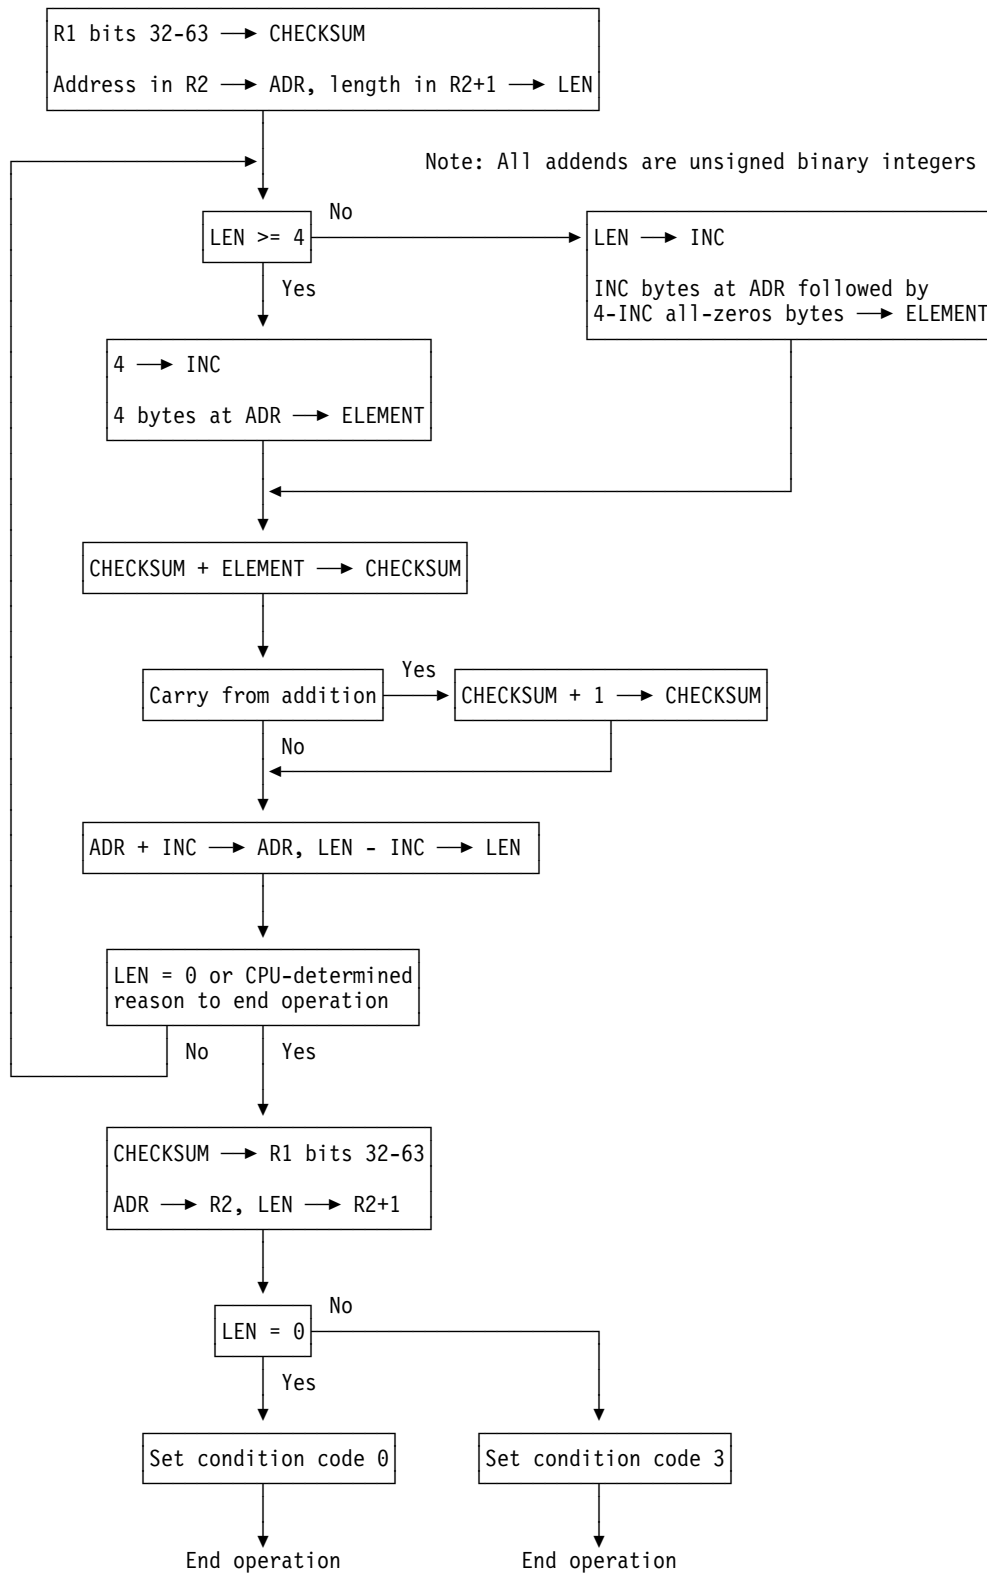 R1 bits 32-63 → CHECKSUM
Address in R2 → ADR, length in R2+1 → LEN
Note: All addends are unsigned binary integers
No
LEN >= 4
LEN → INC
Yes
INC bytes at ADR followed by
4-INC all-zeros bytes → ELEMENT
4 → INC
4 bytes at ADR → ELEMENT
CHECKSUM + ELEMENT → CHECKSUM
Yes
Carry from addition
CHECKSUM + 1 → CHECKSUM
No
ADR + INC → ADR, LEN - INC → LEN
LEN = 0 or CPU-determined
reason to end operation
No
Yes
CHECKSUM → R1 bits 32-63
ADR → R2, LEN → R2+1
No
LEN = 0
Yes
Set condition code 0
Set condition code 3
End operation
End operation